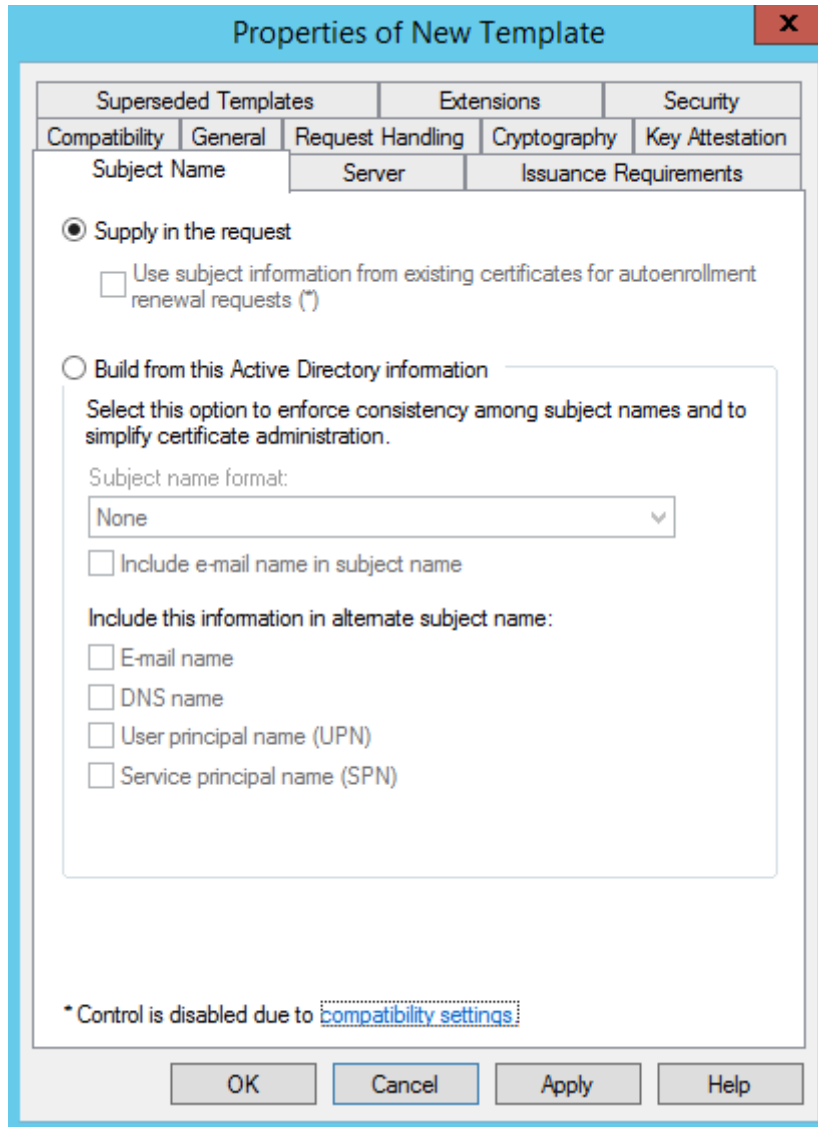 Properties of New Template
x
Superseded Templates Extensions Security
Compatibility General Request Handling Cryptography Key Attestation
Subject Name Server Issuance Requirements
Supply in the request
Use subject information from existing certificates for autoenrollment
renewal requests (*)
Build from this Active Directory information
Select this option to enforce consistency among subject names and to
simplify certificate administration.
Subject name format:
None
Include e-mail name in subject name
Include this information in alternate subject name:
E-mail name
DNS name
User principal name (UPN)
Service principal name (SPN)
* Control is disabled due to compatibility settings.
OK Cancel Apply Help